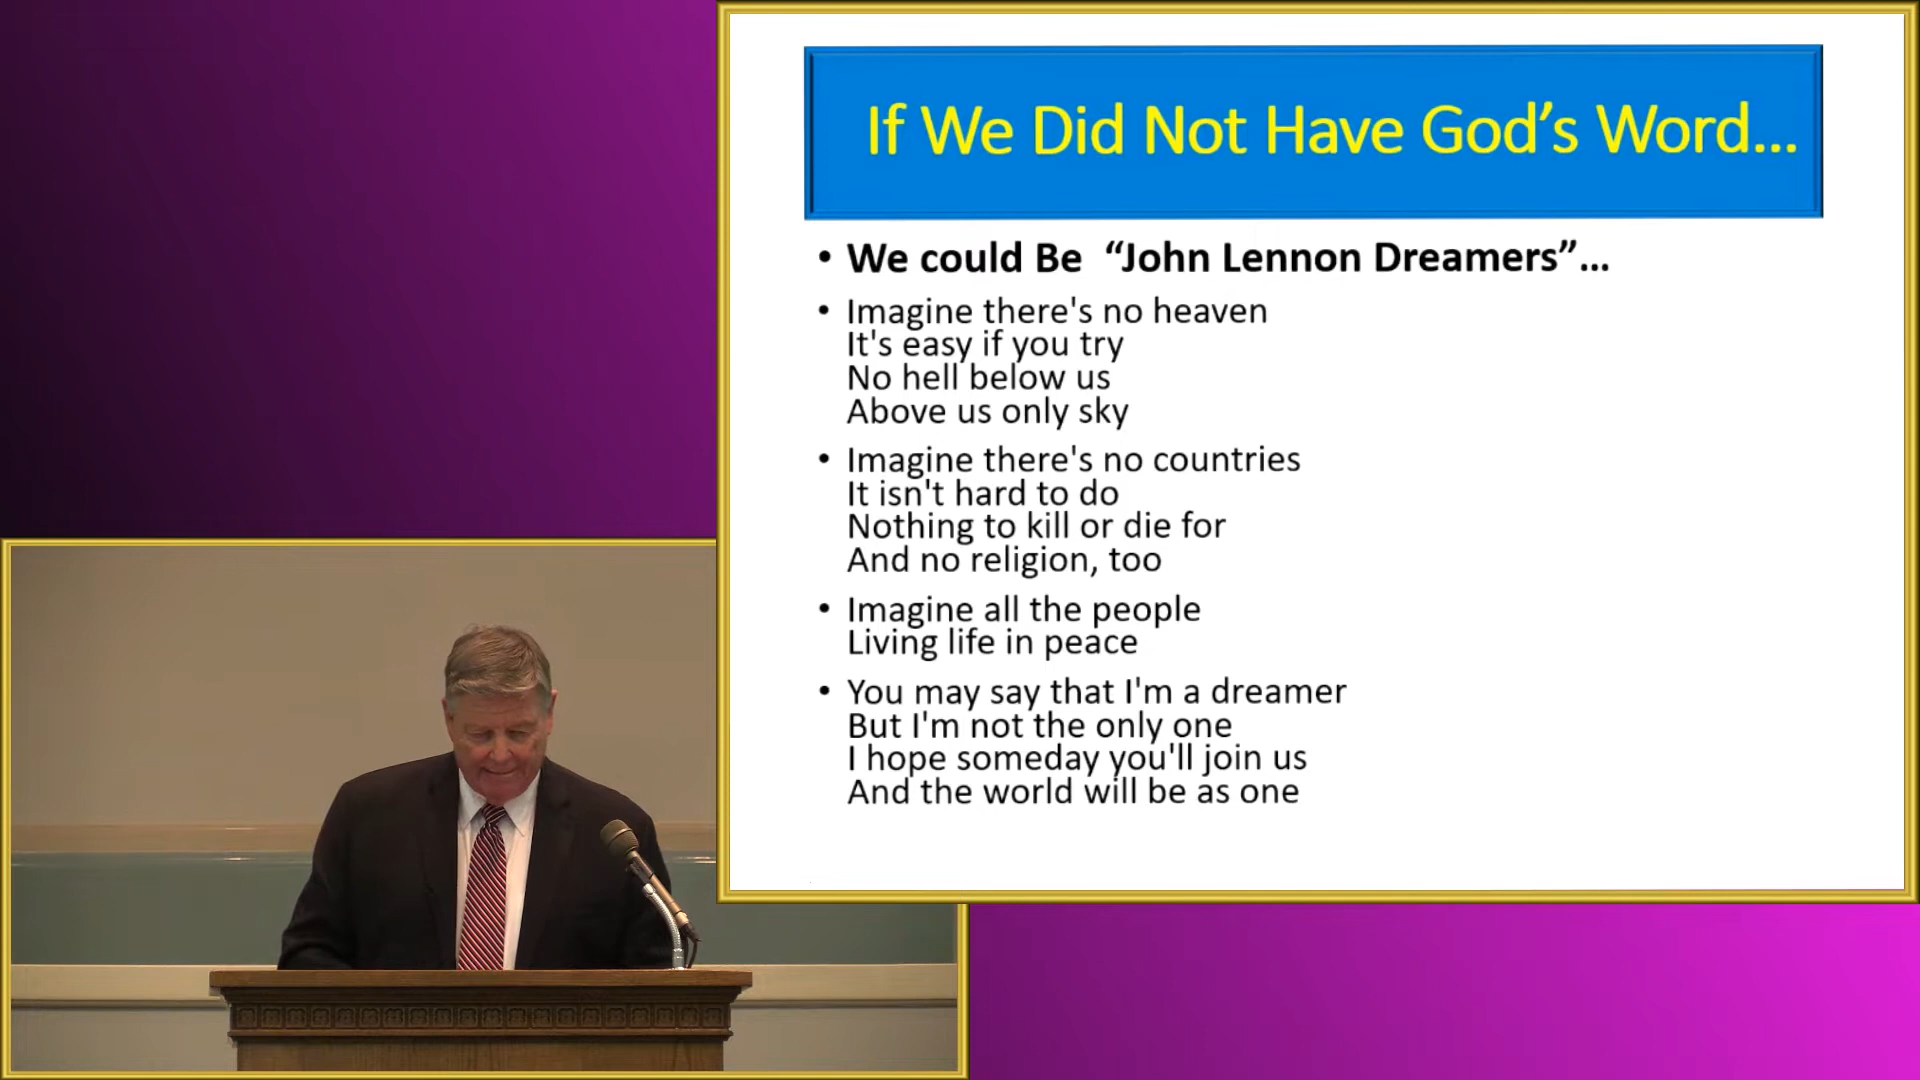 If We Did Not Have God’s Word...
• We could Be “John Lennon Dreamers”...
• Imagine there's no heaven
It's easy if you try
No hell below us
Above us only sky
• Imagine there's no countries
It isn't hard to do
Nothing to kill or die for
And no religion, too
• Imagine all the people
Living life in peace
• You may say that I'm a dreamer
But I'm not the only one
I hope someday you'll join us
And the world will be as one